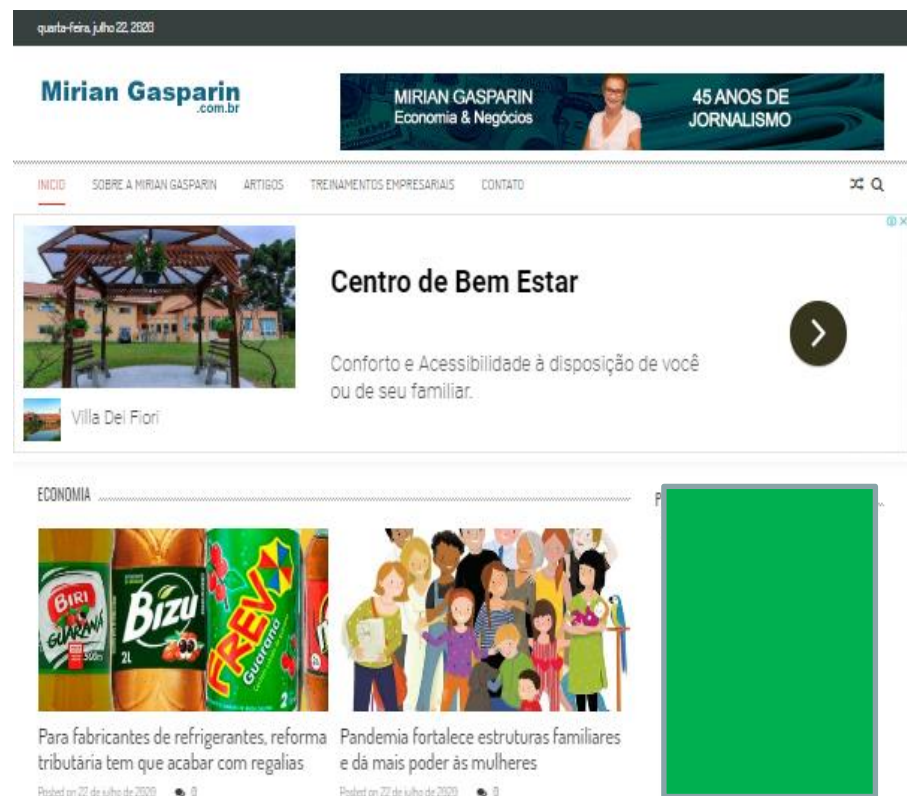 quarta-feira, julho 22, 2020
Mirian Gasparin
.com.br
MIRIAN GASPARIN
Economia & Negócios
45 ANOS DE
JORNALISMO
INICIO SOBRE A MIRIAN GASPARIN ARTIGOS TREINAMENTOS EMPRESARIAIS CONTATO
Centro de Bem Estar
Conforto e Acessibilidade à disposição de você
ou de seu familiar.
Villa Dei Fiori
ECONOMIA
P
BIRI
GUARANÁ
500ml
BIZU
2L
FREVO
Guaraná
2
Para fabricantes de refrigerantes, reforma
tributária tem que acabar com regalias
Posted on 22 de julho de 2020 0
Pandemia fortalece estruturas familiares
e dá mais poder às mulheres
Posted on 22 de julho de 2020 0